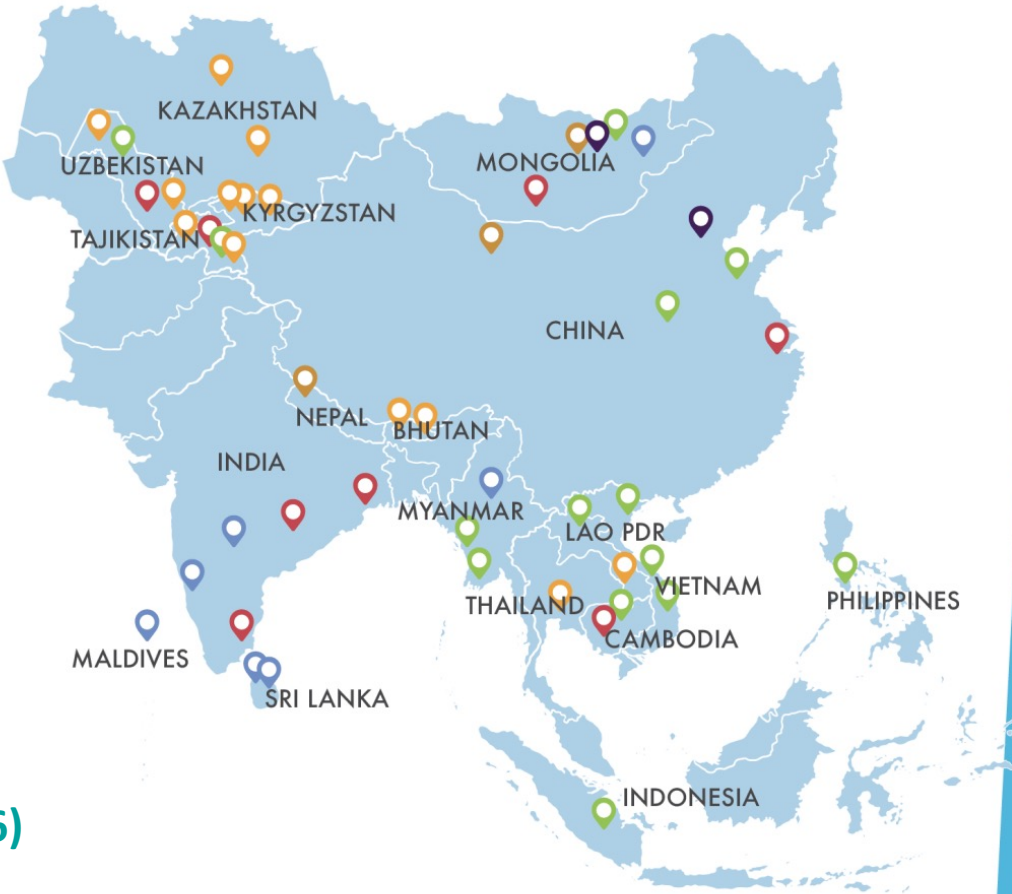 KAZAKHSTAN
UZBEKISTAN
MONGOLIA
KYRGYZSTAN
TAJIKISTAN
CHINA
NEPAL
BHUTAN
INDIA
MYANMAR
LAO PDR
VIETNAM
THAILAND
PHILIPPINES
CAMBODIA
MALDIVES
SRI LANKA
INDONESIA
)